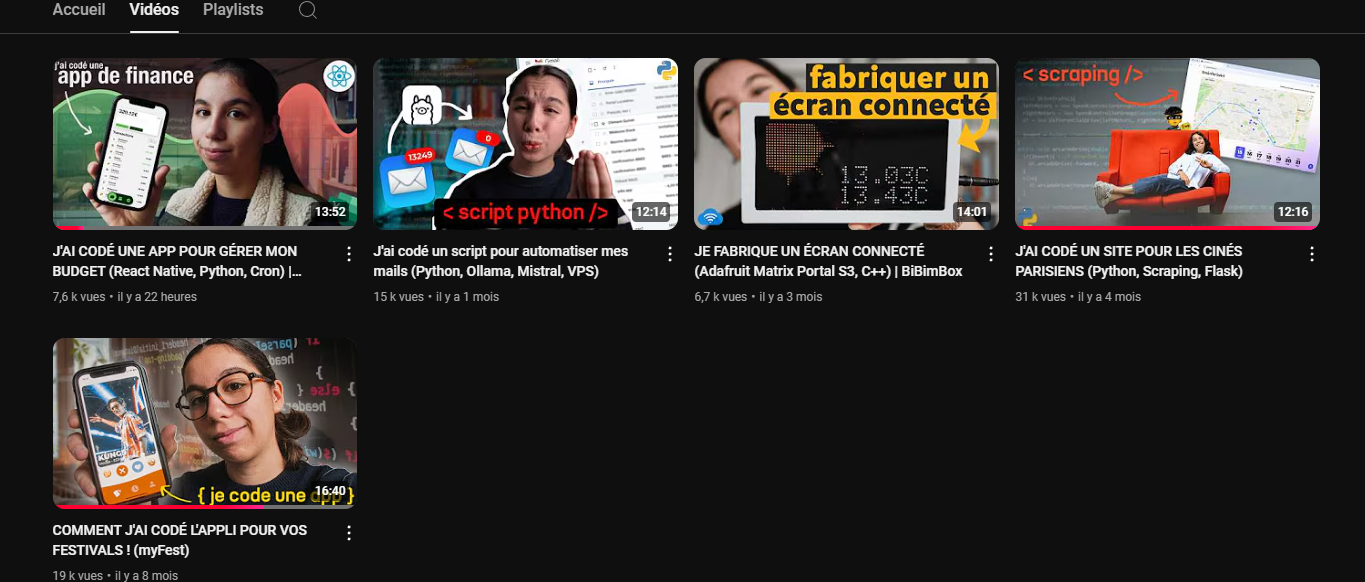 Accueil Vidéos Playlists
j'ai codé une
app de finance
13:52
13249
0
< script python />
12:14
fabriquer un
écran connecté
13.03C
13.43C
14:01
< scraping />
12:16
J'AI CODÉ UNE APP POUR GÉRER MON
BUDGET (React Native, Python, Cron) |...
7,6 k vues • il y a 22 heures
J'ai codé un script pour automatiser mes
mails (Python, Ollama, Mistral, VPS)
15 k vues • il y a 1 mois
JE FABRIQUE UN ÉCRAN CONNECTÉ
(Adafruit Matrix Portal S3, C++) | BiBimBox
6,7 k vues • il y a 3 mois
J'AI CODÉ UN SITE POUR LES CINÉS
PARISIENS (Python, Scraping, Flask)
31 k vues • il y a 4 mois
KUNGS
{ je code une app }
16:40
COMMENT J'AI CODÉ L'APPLI POUR VOS
FESTIVALS ! (myFest)
19 k vues • il y a 8 mois